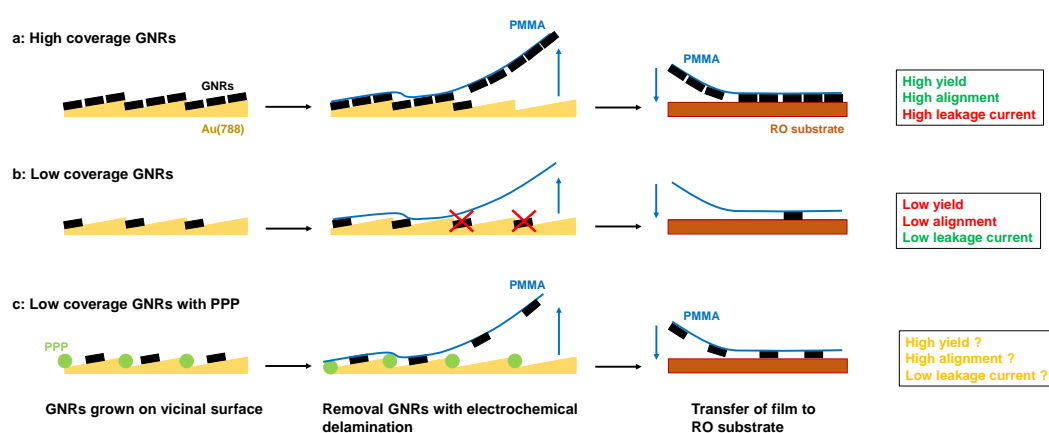 a: High coverage GNRs
GNRs
Au(788)
PMMA
PMMA
RO substrate
High yield
High alignment
High leakage current
b: Low coverage GNRs
Low yield
Low alignment
Low leakage current
c: Low coverage GNRs with PPP
PPP
PMMA
PMMA
High yield ?
High alignment ?
Low leakage current ?
GNRs grown on vicinal surface
Removal GNRs with electrochemical
delamination
Transfer of film to
RO substrate